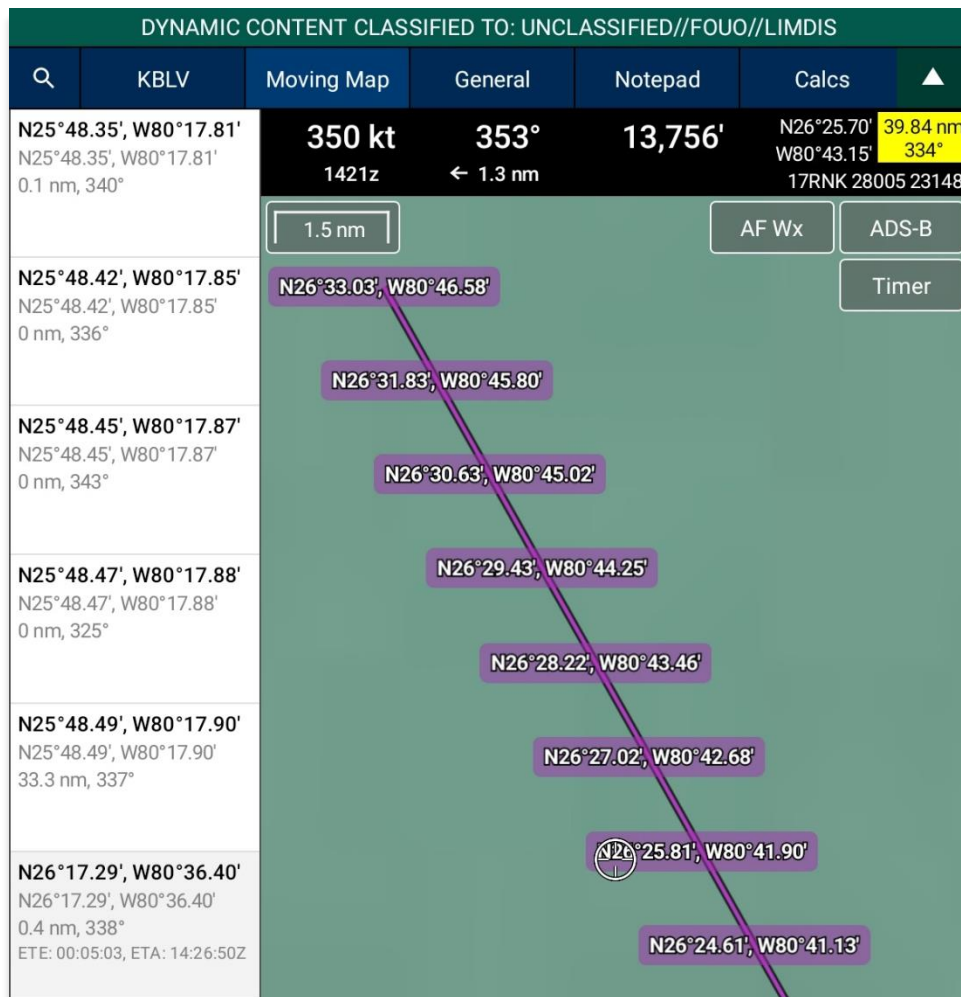 DYNAMIC CONTENT CLASSIFIED TO: UNCLASSIFIED//FOUO//LIMDIS
KBLV
Moving Map
General
Notepad
Calcs
N25°48.35', W80°17.81'
N25°48.35', W80°17.81'
0.1 nm, 340°
N25°48.42', W80°17.85'
N25°48.42', W80°17.85'
0 nm, 336°
N25°48.45', W80°17.87'
N25°48.45', W80°17.87'
0 nm, 343°
N25°48.47', W80°17.88'
N25°48.47', W80°17.88'
0 nm, 325°
N25°48.49', W80°17.90'
N25°48.49', W80°17.90'
33.3 nm, 337°
N26°17.29', W80°36.40'
N26°17.29', W80°36.40'
0.4 nm, 338°
ETE: 00:05:03, ETA: 14:26:50Z
350 kt
1421z
353°
← 1.3 nm
13,756'
N26°25.70'
W80°43.15'
39.84 nm
334°
17RNK 28005 23148
1.5 nm
AF Wx
ADS-B
Timer
N26°33.03', W80°46.58'
N26°31.83', W80°45.80'
N26°30.63', W80°45.02'
N26°29.43', W80°44.25'
N26°28.22', W80°43.46'
N26°27.02', W80°42.68'
N26°25.81', W80°41.90'
N26°24.61', W80°41.13'